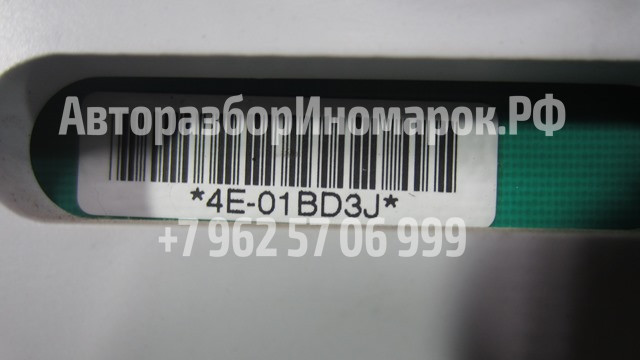 АвторазборИномарок.РФ
*4E-01BD3J*
+7 962 57 06 999